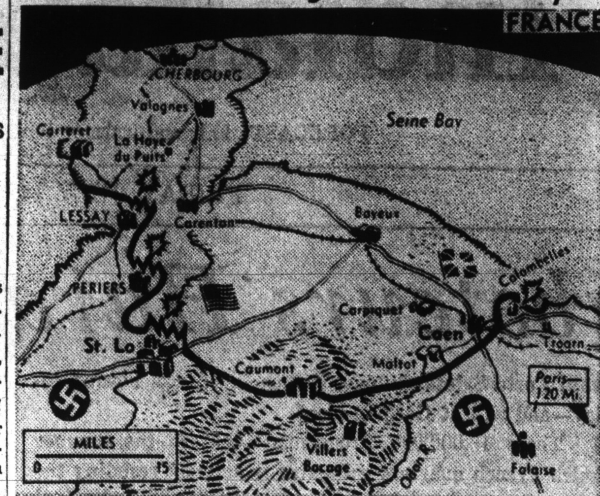 FRANCE
CHERBOURG
Valognes
Seine Bay
Carteret
La Haye
du Puits
LESSAY
Carentan
Bayeux
Colombelles
PERIERS
Carpiquet
Caen
St. Lo
Troarn
Maltot
Caumont
Paris—
120 Mi.
MILES
0 15
Villers
Bocage
Odon R.
Falaise